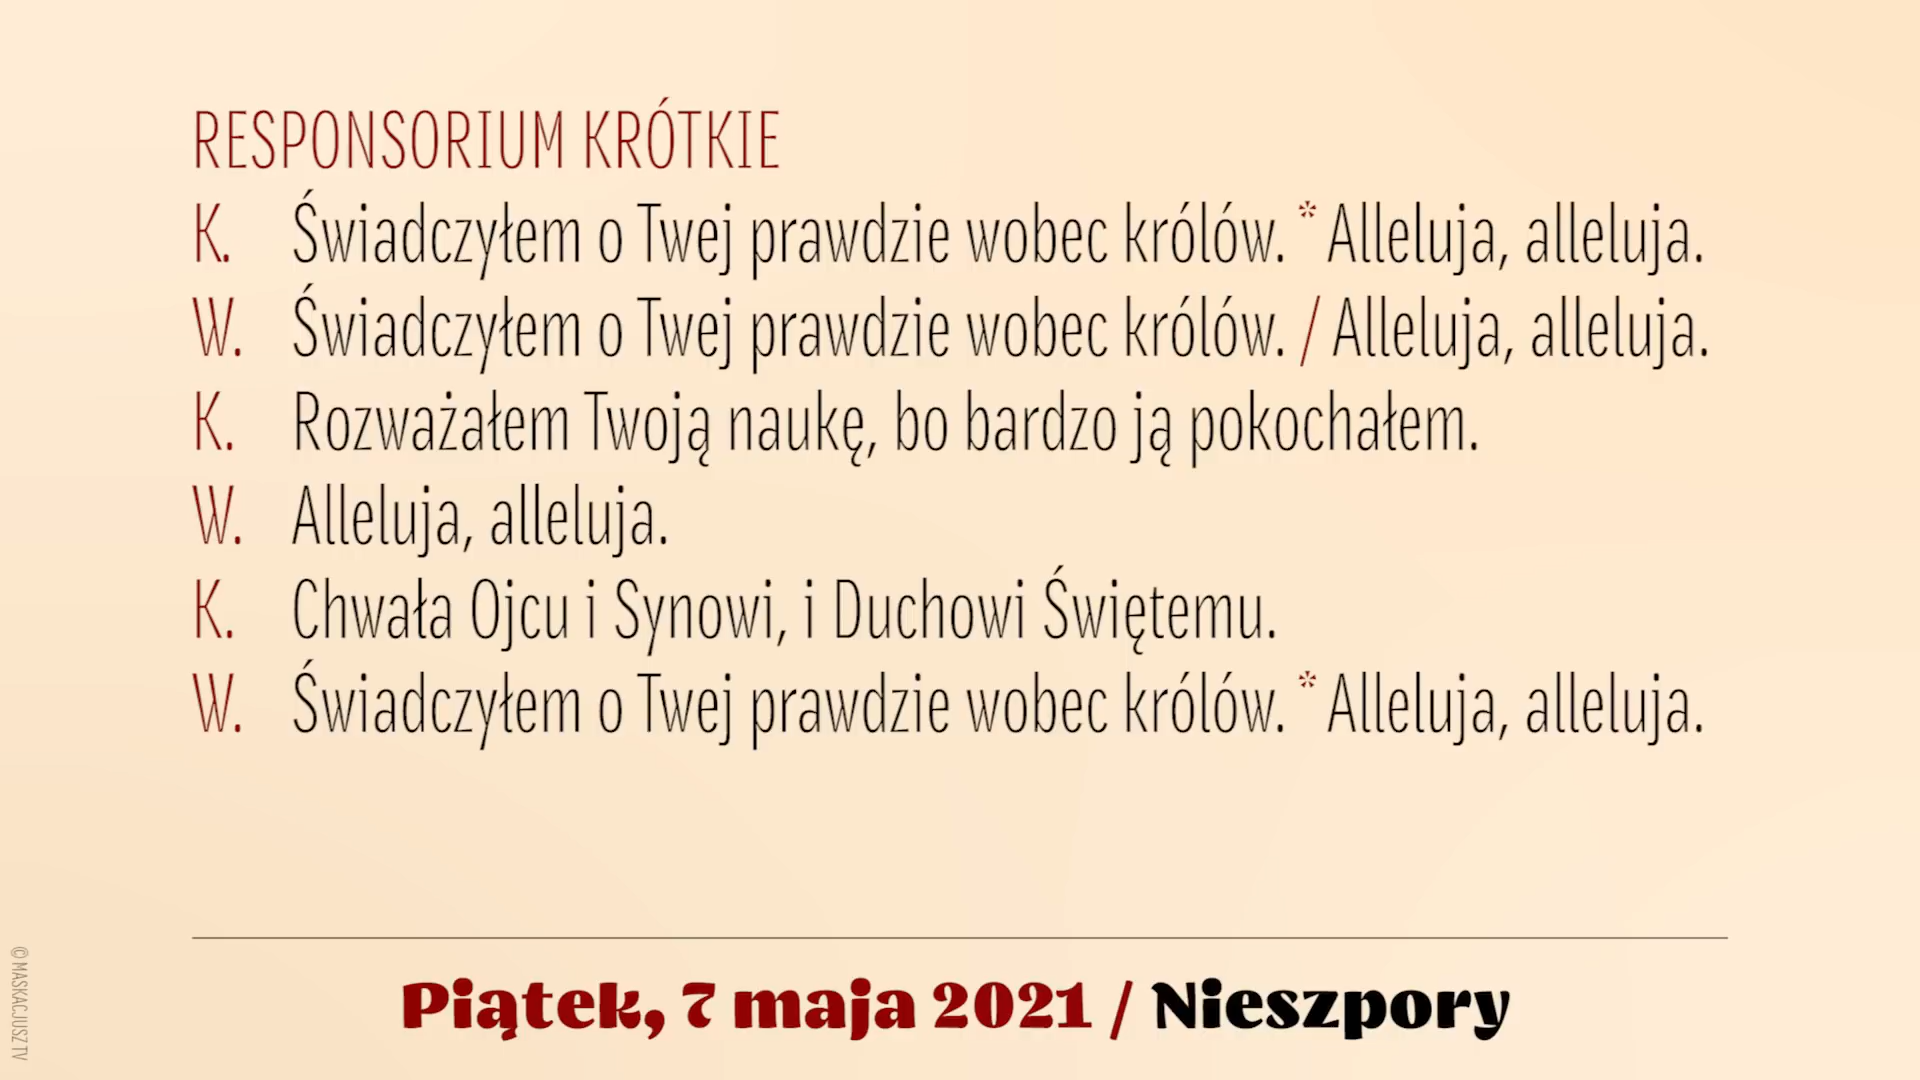 RESPONSORIUM KRÓTKIE
K. Świadczyłem o Twej prawdzie wobec królów. * Alleluja, alleluja.
W. Świadczyłem o Twej prawdzie wobec królów. / Alleluja, alleluja.
K. Rozważałem Twoją naukę, bo bardzo ją pokochałem.
W. Alleluja, alleluja.
K. Chwała Ojcu i Synowi, i Duchowi Świętemu.
W. Świadczyłem o Twej prawdzie wobec królów. * Alleluja, alleluja.
Piątek, 7 maja 2021 / Nieszpory
© MASKACJUSZ TV